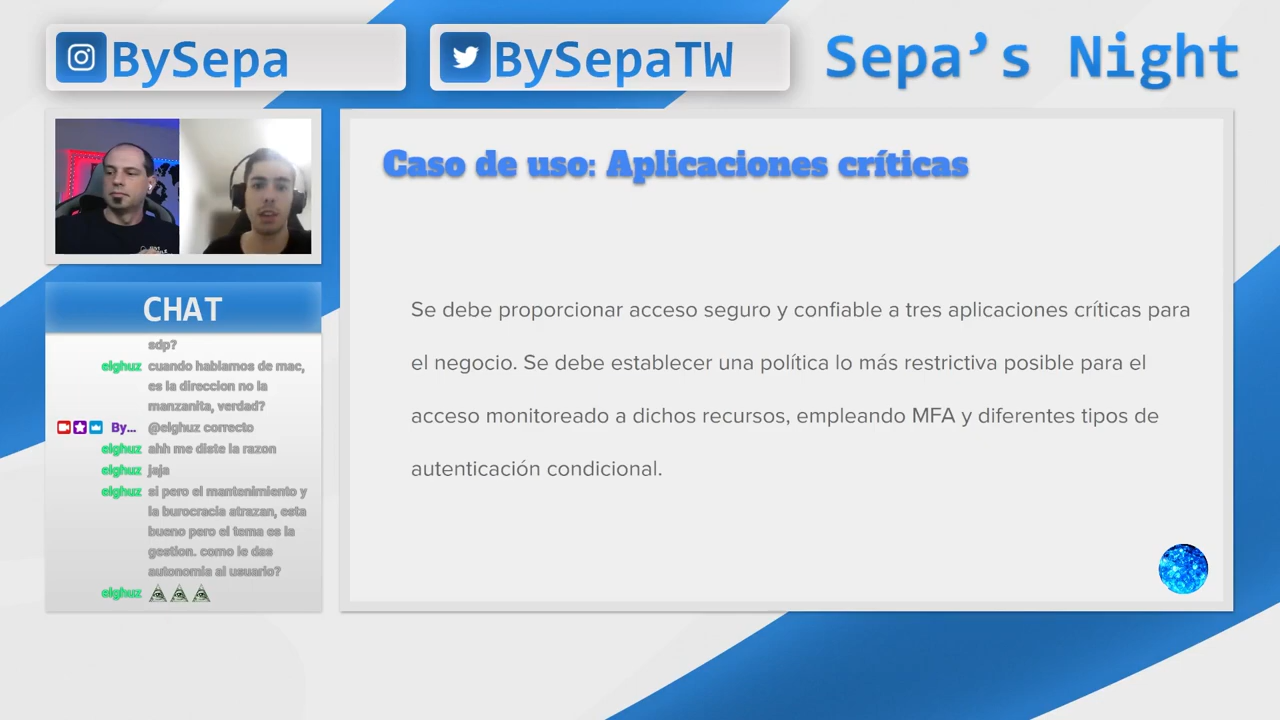 BySepa
BySepaTW
Sepa’s Night
Caso de uso: Aplicaciones críticas
Se debe proporcionar acceso seguro y confiable a tres aplicaciones críticas para
el negocio. Se debe establecer una política lo más restrictiva posible para el
acceso monitoreado a dichos recursos, empleando MFA y diferentes tipos de
autenticación condicional.
CHAT
sdp?
elghuz cuando hablamos de mac,
es la direccion no la
manzanita, verdad?
By... @elghuz correcto
elghuz ahh me diste la razon
elghuz jaja
elghuz si pero el mantenimiento y
la burocracia atrazan, esta
bueno pero el tema es la
gestion. como le das
autonomia al usuario?
elghuz